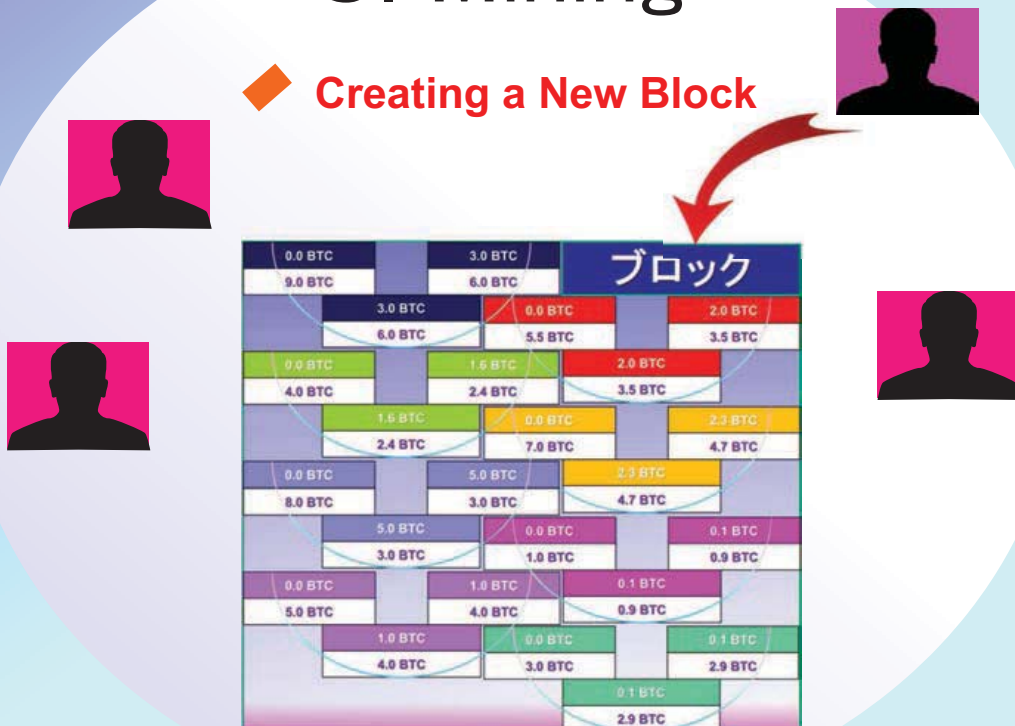 Mining
Creating a New Block
0.0 BTC 3.0 BTC ブロック
9.0 BTC 6.0 BTC
3.0 BTC 0.0 BTC 2.0 BTC
6.0 BTC 5.5 BTC 3.5 BTC
0.0 BTC 1.6 BTC 2.0 BTC
4.0 BTC 2.4 BTC 3.5 BTC
1.6 BTC 0.0 BTC 2.3 BTC
2.4 BTC 7.0 BTC 4.7 BTC
0.0 BTC 5.0 BTC 2.3 BTC
8.0 BTC 3.0 BTC 4.7 BTC
5.0 BTC 0.0 BTC 0.1 BTC
3.0 BTC 1.0 BTC 0.9 BTC
0.0 BTC 1.0 BTC 0.1 BTC
5.0 BTC 4.0 BTC 0.9 BTC
1.0 BTC 0.0 BTC 0.1 BTC
4.0 BTC 3.0 BTC 2.9 BTC
0.1 BTC
2.9 BTC